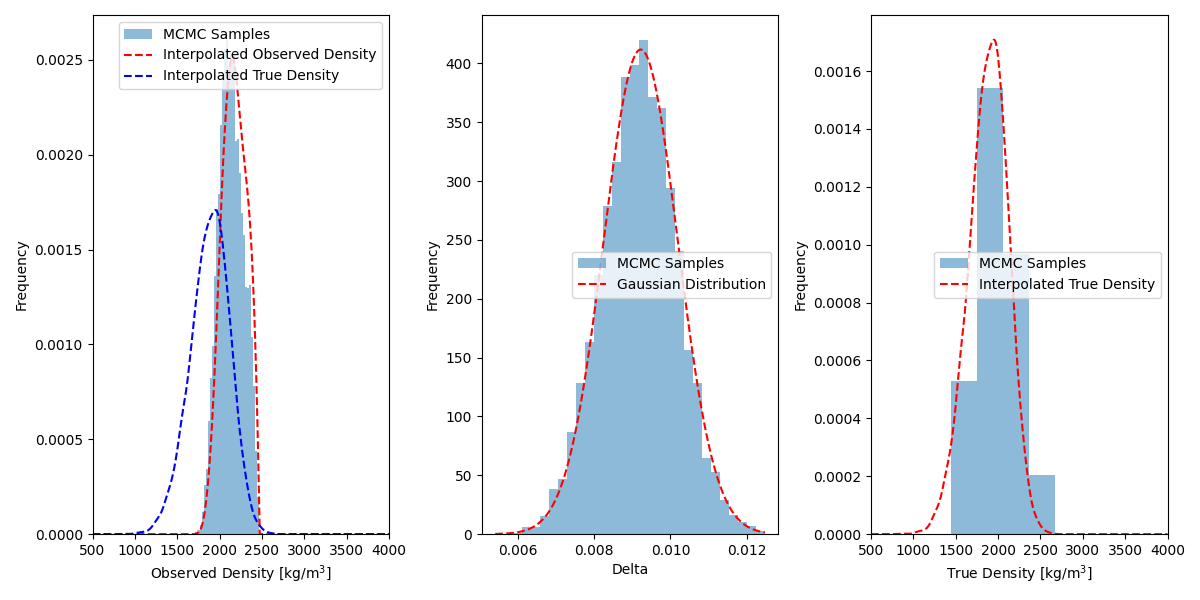 MCMC Samples
Interpolated Observed Density
Interpolated True Density
0.0025
0.0020
0.0015
0.0010
0.0005
0.0000
Frequency
500 1000 1500 2000 2500 3000 3500 4000
Observed Density [kg/m³]
400
350
300
250
200
150
100
50
0
Frequency
MCMC Samples
Gaussian Distribution
0.006 0.008 0.010 0.012
Delta
0.0016
0.0014
0.0012
0.0010
0.0008
0.0006
0.0004
0.0002
0.0000
Frequency
MCMC Samples
Interpolated True Density
500 1000 1500 2000 2500 3000 3500 4000
True Density [kg/m³]